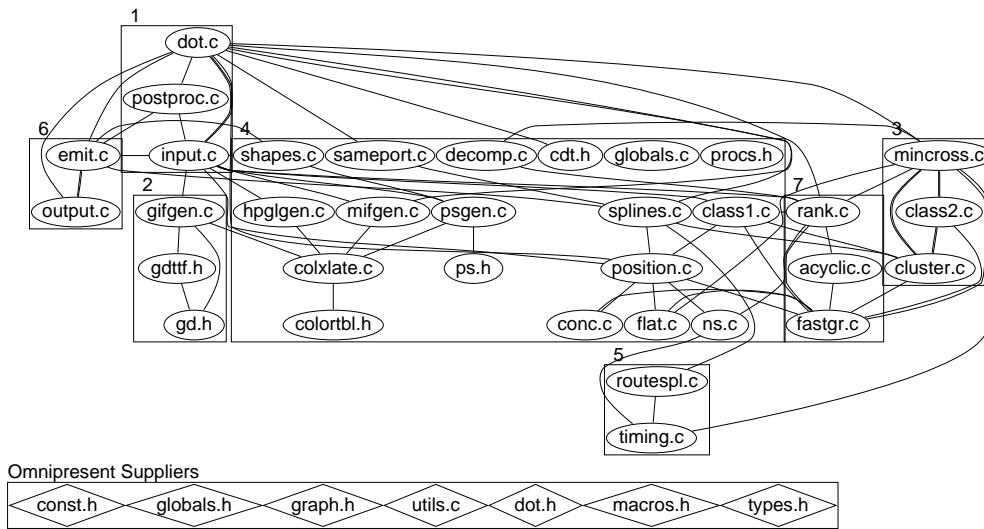 1
dot.c
postproc.c
6
4
3
emit.c
input.c
shapes.c
sameport.c
decomp.c
cdt.h
globals.c
procs.h
mincross.c
2
7
output.c
gifgen.c
hpglgen.c
mifgen.c
psgen.c
splines.c
class1.c
rank.c
class2.c
gdttf.h
colxlate.c
ps.h
position.c
acyclic.c
cluster.c
gd.h
colortbl.h
conc.c
flat.c
ns.c
fastgr.c
5
routespl.c
timing.c
Omnipresent Suppliers
const.h
globals.h
graph.h
utils.c
dot.h
macros.h
types.h